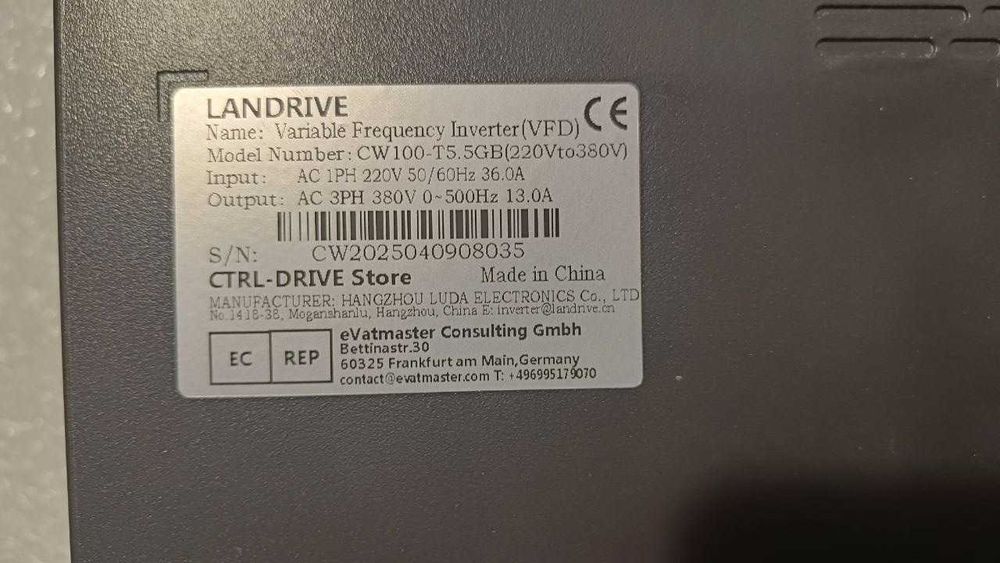 LANDRIVE
CE
Name: Variable Frequency Inverter(VFD)
Model Number: CW100-T5.5GB(220Vto380V)
Input: AC 1PH 220V 50/60Hz 36.0A
Output: AC 3PH 380V 0~500Hz 13.0A
S/N: CW2025040908035
CTRL-DRIVE Store Made in China
MANUFACTURER: HANGZHOU LUDA ELECTRONICS Co., LTD
No.1418-38, Moganshanlu, Hangzhou, China E: inverter@landrive.cn
EC REP
eVatmaster Consulting Gmbh
Bettinastr.30
60325 Frankfurt am Main,Germany
contact@evatmaster.com T: +496995179070